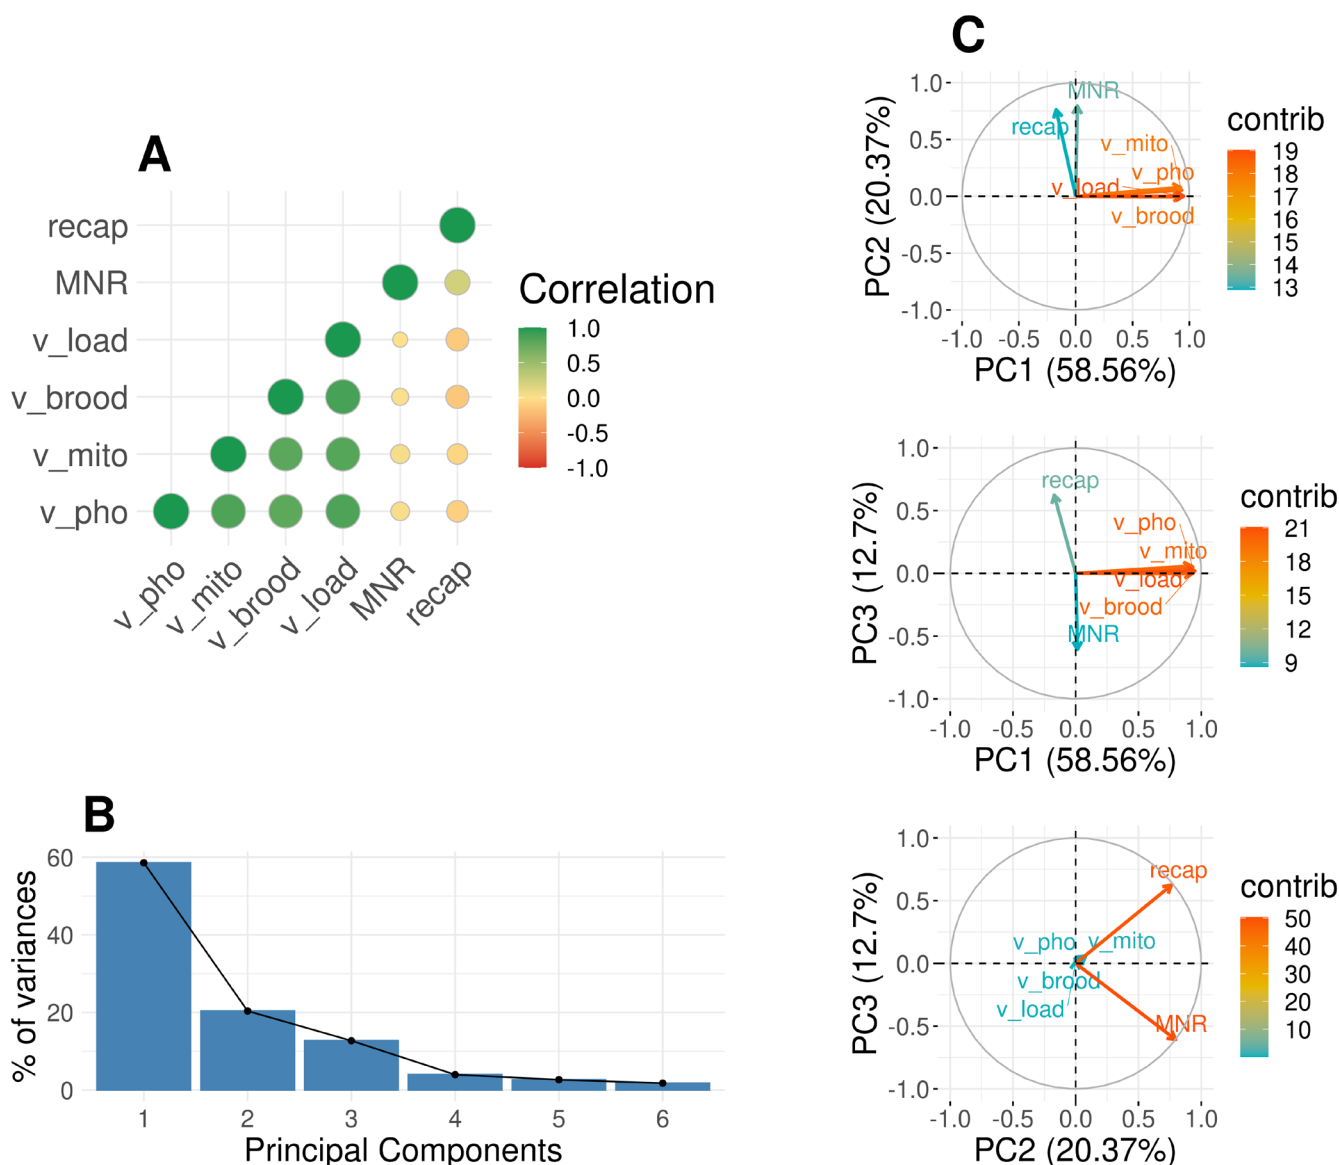 A
recap
MNR
v_load
v_brood
v_mito
v_pho
v_pho
v_mito
v_brood
v_load
MNR
recap
Correlation
1.0
0.5
0.0
-0.5
-1.0
B
% of variances
60
40
20
0
1
2
3
4
5
6
Principal Components
C
PC2 (20.37%)
1.0
0.5
0.0
-0.5
-1.0
MNR
recap
v_mito
v_pho
v_load
v_brood
-1.0
-0.5
0.0
0.5
1.0
PC1 (58.56%)
contrib
19
18
17
16
15
14
13
PC3 (12.7%)
1.0
0.5
0.0
-0.5
-1.0
recap
v_pho
v_mito
v_load
v_brood
MNR
-1.0
-0.5
0.0
0.5
1.0
PC1 (58.56%)
contrib
21
18
15
12
9
PC3 (12.7%)
1.0
0.5
0.0
-0.5
-1.0
recap
v_pho
v_mito
v_brood
v_load
MNR
-1.0
-0.5
0.0
0.5
1.0
PC2 (20.37%)
contrib
50
40
30
20
10